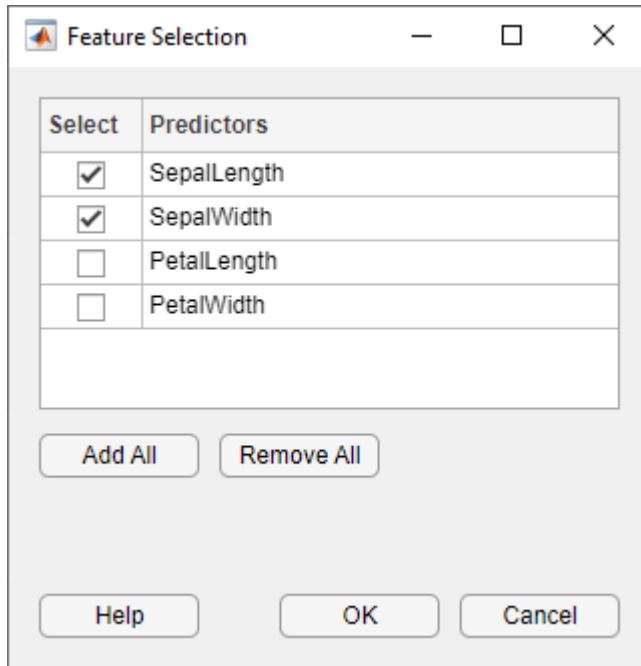 Feature Selection
Select Predictors
SepalLength
SepalWidth
PetalLength
PetalWidth
Add All Remove All
Help OK Cancel